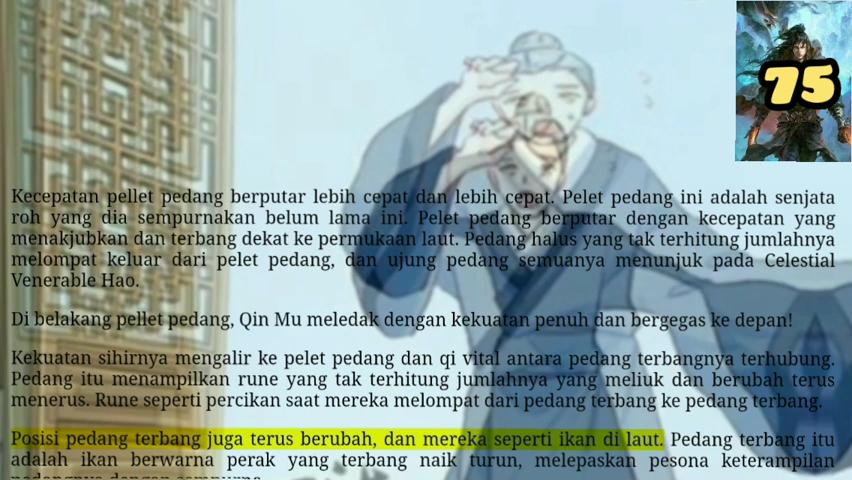 75
Kecepatan pellet pedang berputar lebih cepat dan lebih cepat. Pelet pedang ini adalah senjata
roh yang dia sempurnakan belum lama ini. Pelet pedang berputar dengan kecepatan yang
menakjubkan dan terbang dekat ke permukaan laut. Pedang halus yang tak terhitung jumlahnya
melompat keluar dari pelet pedang, dan ujung pedang semuanya menunjuk pada Celestial
Venerable Hao.
Di belakang pellet pedang, Qin Mu meledak dengan kekuatan penuh dan bergegas ke depan!
Kekuatan sihirnya mengalir ke pelet pedang dan qi vital antara pedang terbangnya terhubung.
Pedang itu menampilkan rune yang tak terhitung jumlahnya yang meliuk dan berubah terus
menerus. Rune seperti percikan saat mereka melompat dari pedang terbang ke pedang terbang.
Posisi pedang terbang juga terus berubah, dan mereka seperti ikan di laut. Pedang terbang itu
adalah ikan berwarna perak yang terbang naik turun, melepaskan pesona keterampilan